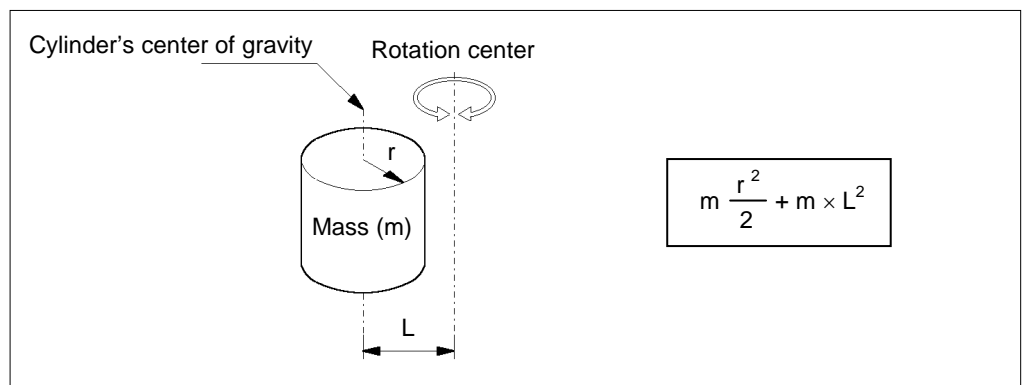 Cylinder's center of gravity
Rotation center
r
Mass (m)
L
m r²/2 + m × L²